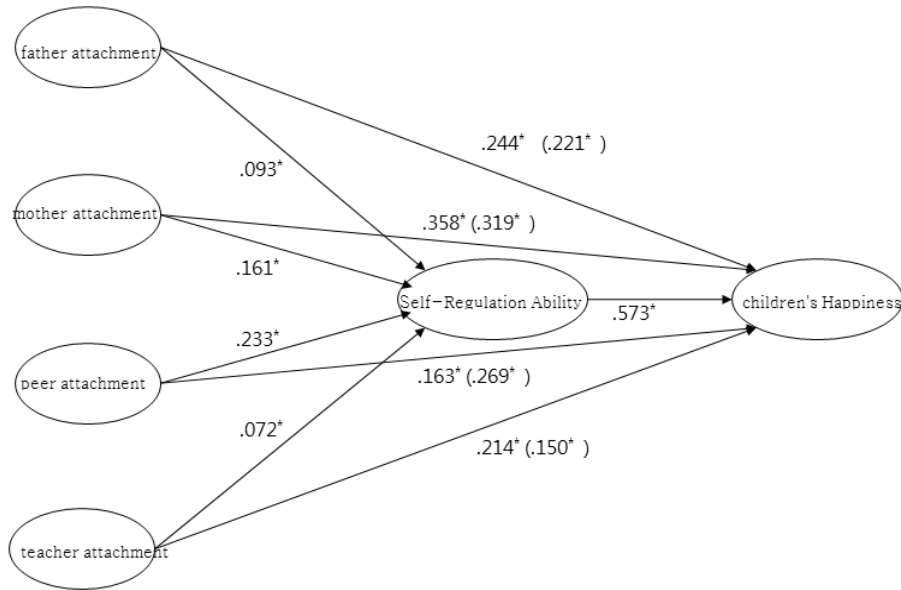 father attachment
.244* (.221* )
.093*
mother attachment
.358* (.319* )
.161*
Self-Regulation Ability
children's Happiness
.573*
.233*
peer attachment
.163* (.269* )
.072*
.214* (.150* )
teacher attachment